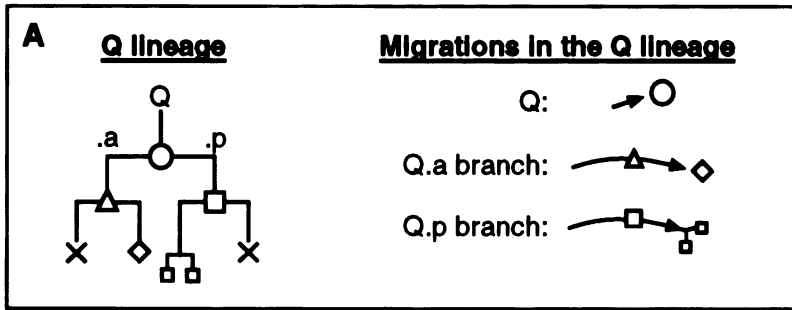 A
Q lineage
Q
.a .p
Migrations in the Q lineage
Q:
Q.a branch:
Q.p branch: